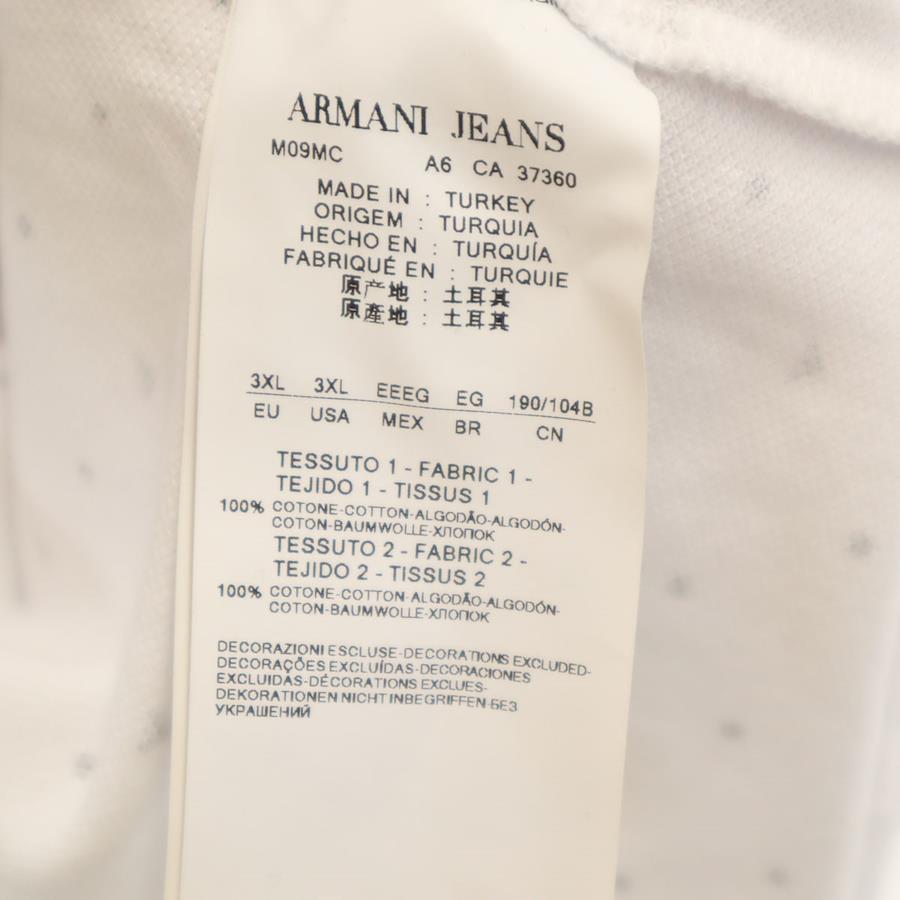 ARMANI JEANS
M09MC A6 CA 37360
MADE IN : TURKEY
ORIGEM : TURQUIA
HECHO EN : TURQUÍA
FABRIQUÉ EN : TURQUIE
原产地 : 土耳其
原產地 : 土耳其
3XL 3XL EEEG EG 190/104B
EU USA MEX BR CN
TESSUTO 1 - FABRIC 1 -
TEJIDO 1 - TISSUS 1
100% COTONE-COTTON-ALGODÃO-ALGODÓN-
COTON-BAUMWOLLE-ХЛОПОК
TESSUTO 2 - FABRIC 2 -
TEJIDO 2 - TISSUS 2
100% COTONE-COTTON-ALGODÃO-ALGODÓN-
COTON-BAUMWOLLE-ХЛОПОК
DECORAZIONI ESCLUSE-DECORATIONS EXCLUDED-
DECORAÇÕES EXCLUÍDAS-DECORACIONES
EXCLUIDAS-DÉCORATIONS EXCLUES-
DEKORATIONEN NICHT INBEGRIFFEN-БЕЗ
УКРАШЕНИЙ